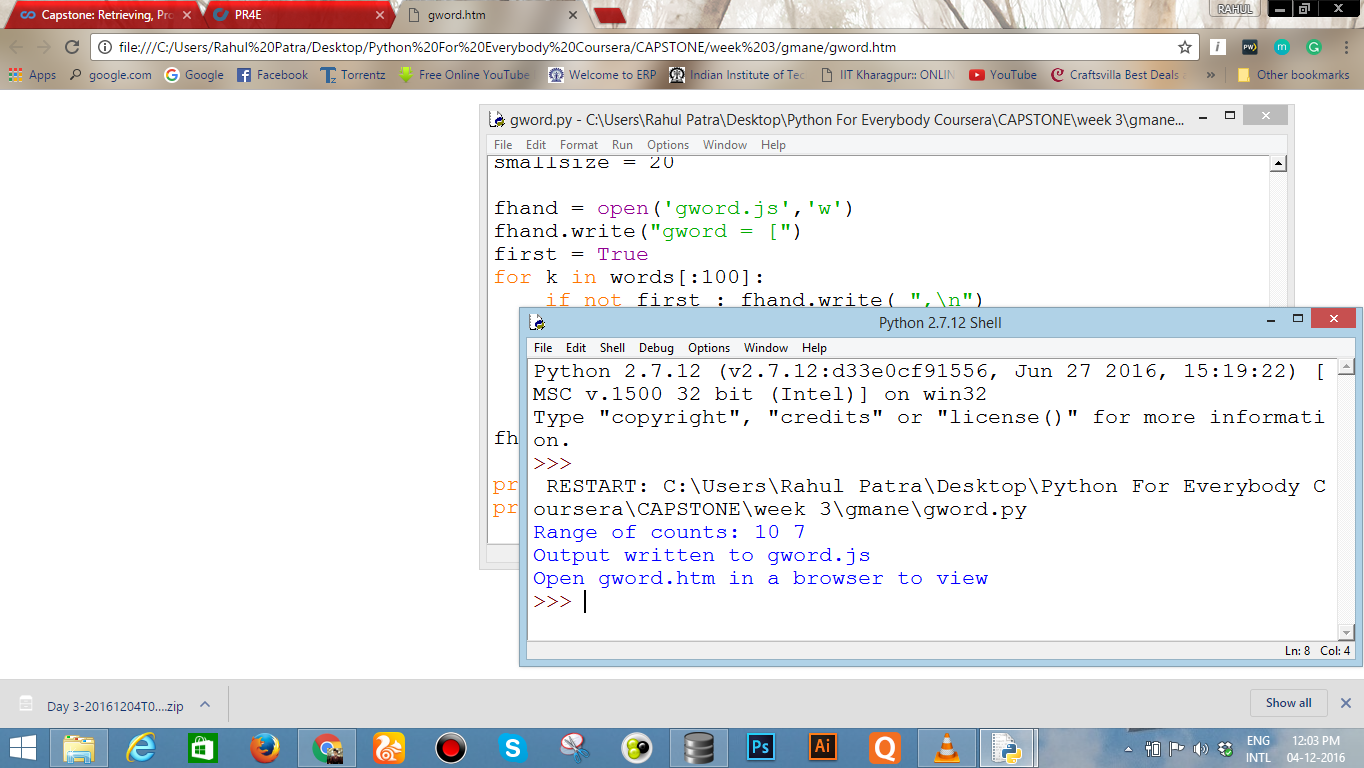 Capstone: Retrieving, Pro
PR4E
gword.htm
RAHUL
file:///C:/Users/Rahul%20Patra/Desktop/Python%20For%20Everybody%20Coursera/CAPSTONE/week%203/gmane/gword.htm
Apps
google.com
Google
Facebook
Torrentz
Free Online YouTube
Welcome to ERP
Indian Institute of Tec
IIT Kharagpur:: ONLIN
YouTube
Craftsvilla Best Deals
»
Other bookmarks
gword.py - C:\Users\Rahul Patra\Desktop\Python For Everybody Coursera\CAPSTONE\week 3\gmane...
File Edit Format Run Options Window Help
smallsize = 20
fhand = open('gword.js','w')
fhand.write("gword = [")
first = True
for k in words[:100]:
if not first : fhand.write( ",\n")
fh
pr
pr
Python 2.7.12 Shell
File Edit Shell Debug Options Window Help
Python 2.7.12 (v2.7.12:d33e0cf91556, Jun 27 2016, 15:19:22) [
MSC v.1500 32 bit (Intel)] on win32
Type "copyright", "credits" or "license()" for more informati
on.
>>>
RESTART: C:\Users\Rahul Patra\Desktop\Python For Everybody C
oursera\CAPSTONE\week 3\gmane\gword.py
Range of counts: 10 7
Output written to gword.js
Open gword.htm in a browser to view
>>>
Ln: 8 Col: 4
Day 3-20161204T0....zip
Show all
Ps
Ai
ENG
INTL
12:03 PM
04-12-2016